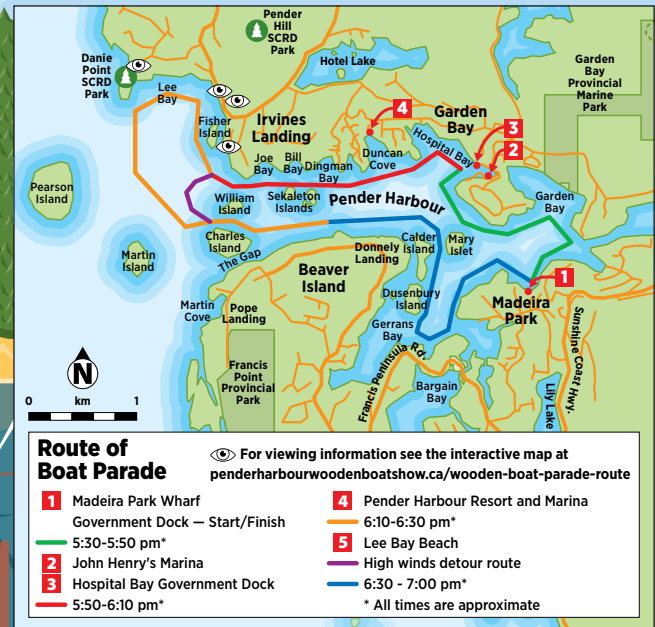 Pender
Hill
SCRD
Park
Danie
Point
SCRD
Park
Hotel Lake
Garden
Bay
Provincial
Marine
Park
Lee
Bay
Fisher
Island
Irvines
Landing
4
Garden
Bay
3
2
Hospital Bay
Joe
Bay
Bill
Bay
Dingman
Bay
Duncan
Cove
Pearson
Island
William
Island
Sekaleton
Islands
Pender Harbour
Garden
Bay
Charles
Island
The Gap
Martin
Island
Donnely
Landing
Calder
Island
Mary
Islet
1
Beaver
Island
Madeira
Park
Dusenbury
Island
Martin
Cove
Pope
Landing
Gerrans
Bay
Francis Peninsula Rd.
Sunshine Coast Hwy.
Francis
Point
Provincial
Park
Bargain
Bay
Lily Lake
N
0 km 1
Route of
Boat Parade
For viewing information see the interactive map at
penderharbourwoodenboatshow.ca/wooden-boat-parade-route
1 Madeira Park Wharf
Government Dock — Start/Finish
5:30-5:50 pm*
2 John Henry's Marina
3 Hospital Bay Government Dock
5:50-6:10 pm*
4 Pender Harbour Resort and Marina
6:10-6:30 pm*
5 Lee Bay Beach
High winds detour route
6:30 - 7:00 pm*
* All times are approximate